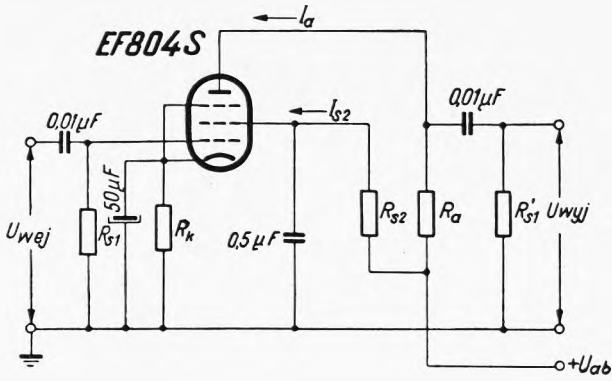 Ia
EF804S
0,01μF
Is2
0,01μF
Uwej
Rs1
50μF
Rk
0,5μF
Rs2
Ra
R's1
Uwyj
+Uab